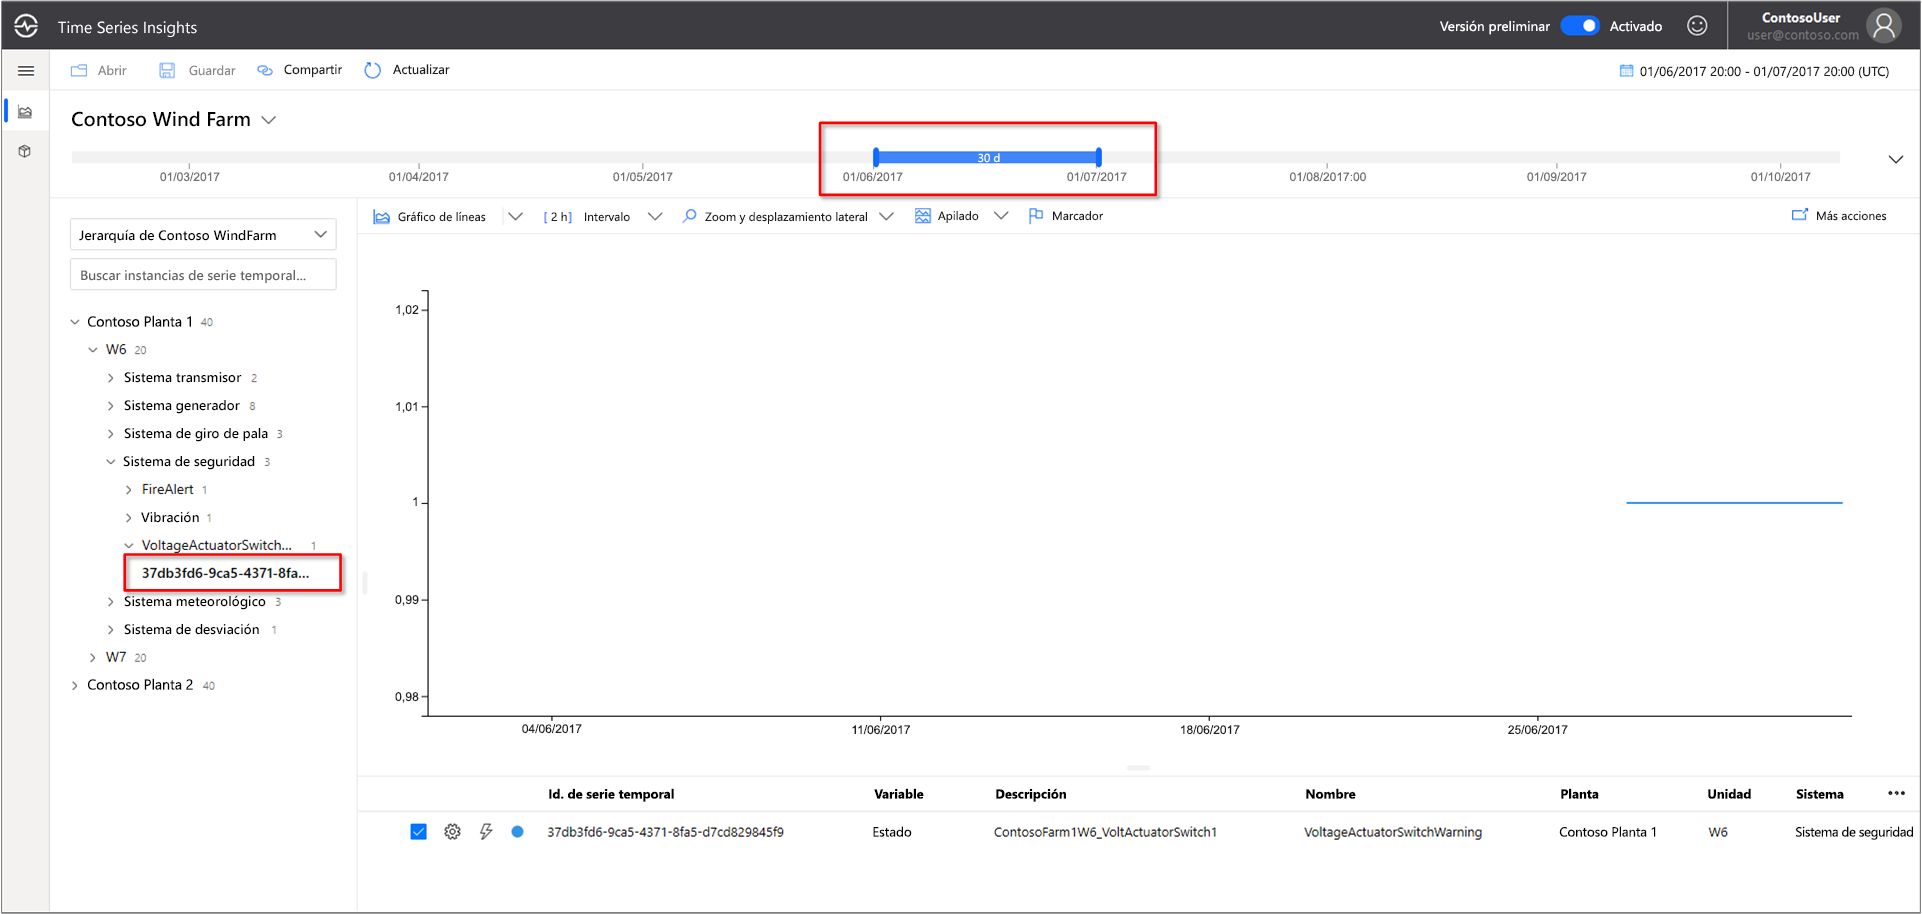 Time Series Insights
Versión preliminar Activado
ContosoUser
user@contoso.com
Abrir Guardar Compartir Actualizar
01/06/2017 20:00 - 01/07/2017 20:00 (UTC)
Contoso Wind Farm
30 d
01/03/2017 01/04/2017 01/05/2017 01/06/2017 01/07/2017 01/08/2017:00 01/09/2017 01/10/2017
Gráfico de líneas [ 2 h ] Intervalo Zoom y desplazamiento lateral Apilado Marcador Más acciones
Jerarquía de Contoso WindFarm
Buscar instancias de serie temporal...
Contoso Planta 1 40
W6 20
Sistema transmisor 2
Sistema generador 8
Sistema de giro de pala 3
Sistema de seguridad 3
FireAlert 1
Vibración 1
VoltageActuatorSwitch... 1
37db3fd6-9ca5-4371-8fa...
Sistema meteorológico 3
Sistema de desviación 1
W7 20
Contoso Planta 2 40
1,02
1,01
1
0,99
0,98
04/06/2017 11/06/2017 18/06/2017 25/06/2017
Id. de serie temporal Variable Descripción Nombre Planta Unidad Sistema
37db3fd6-9ca5-4371-8fa5-d7cd829845f9 Estado ContosoFarm1W6_VoltActuatorSwitch1 VoltageActuatorSwitchWarning Contoso Planta 1 W6 Sistema de seguridad